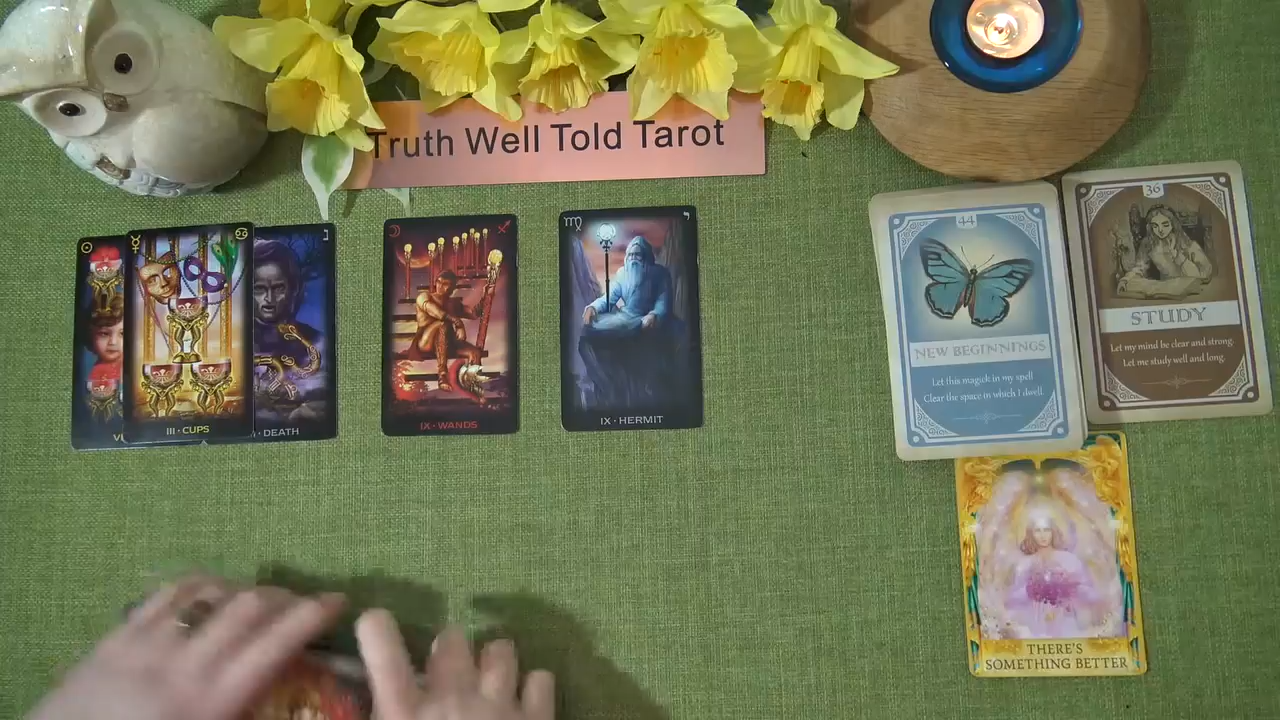 Truth Well Told Tarot
III • CUPS
DEATH
IX • WANDS
IX • HERMIT
44
NEW BEGINNINGS
Let this magick in my spell
Clear the space in which I dwell.
36
STUDY
Let my mind be clear and strong.
Let me study well and long.
THERE'S
SOMETHING BETTER